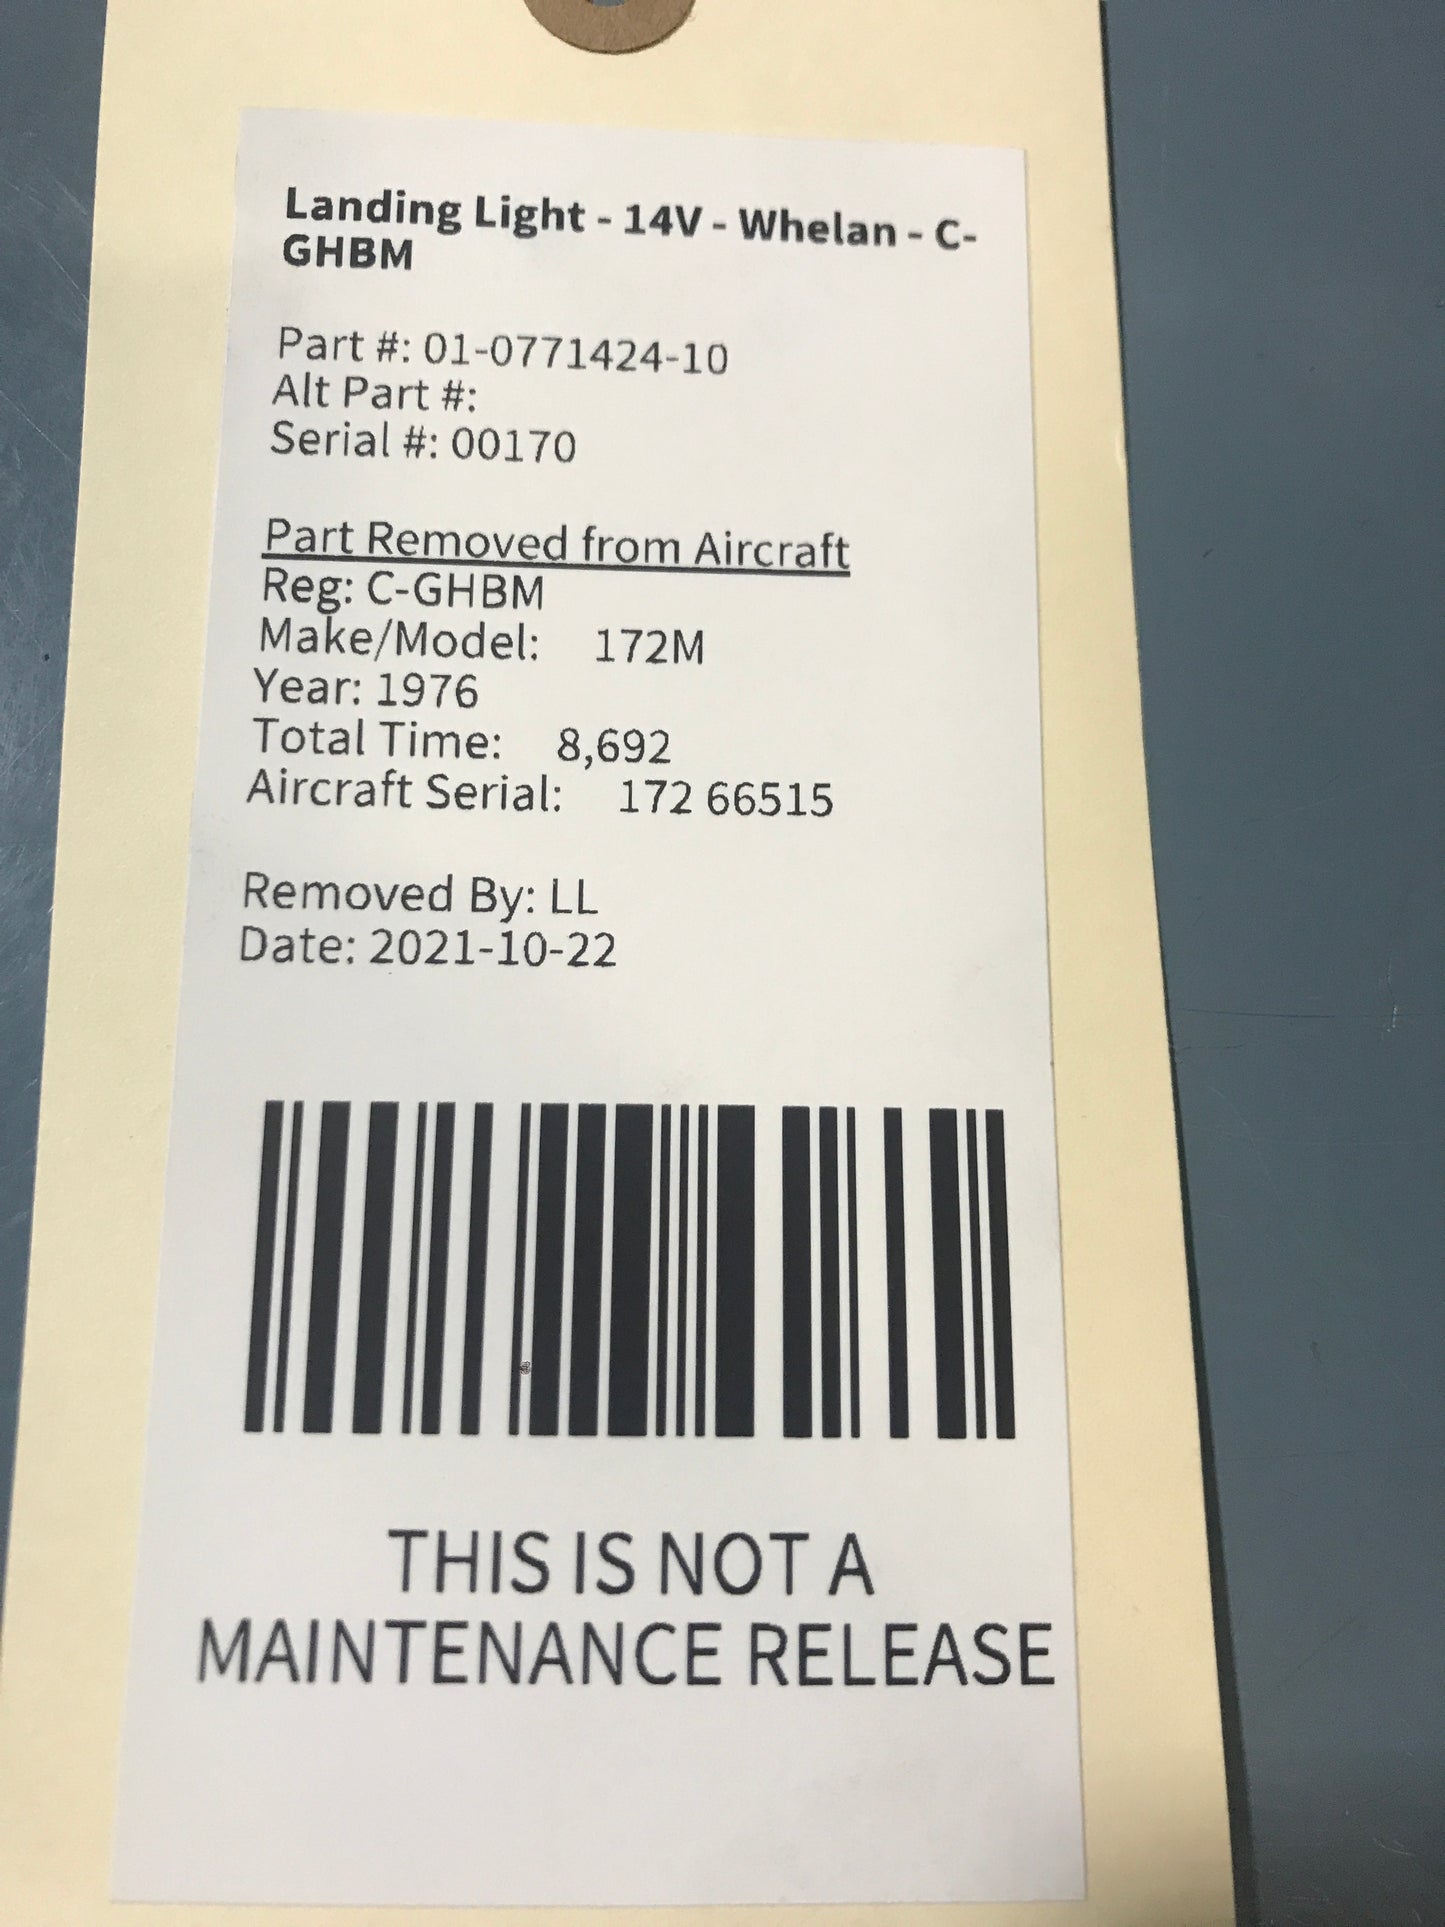 Landing Light - 14V - Whelan - C-
GHBM
Part #: 01-0771424-10
Alt Part #:
Serial #: 00170
Part Removed from Aircraft
Reg: C-GHBM
Make/Model: 172M
Year: 1976
Total Time: 8,692
Aircraft Serial: 172 66515
Removed By: LL
Date: 2021-10-22
THIS IS NOT A
MAINTENANCE RELEASE